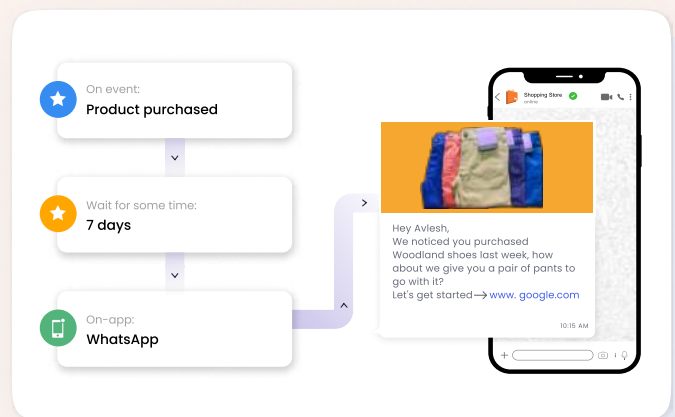 On event:
Product purchased
Wait for some time:
7 days
On-app:
WhatsApp
Shopping Store
online
Hey Avlesh,
We noticed you purchased
Woodland shoes last week, how
about we give you a pair of pants to
go with it?
Let's get started→www. google.com
10:15 AM